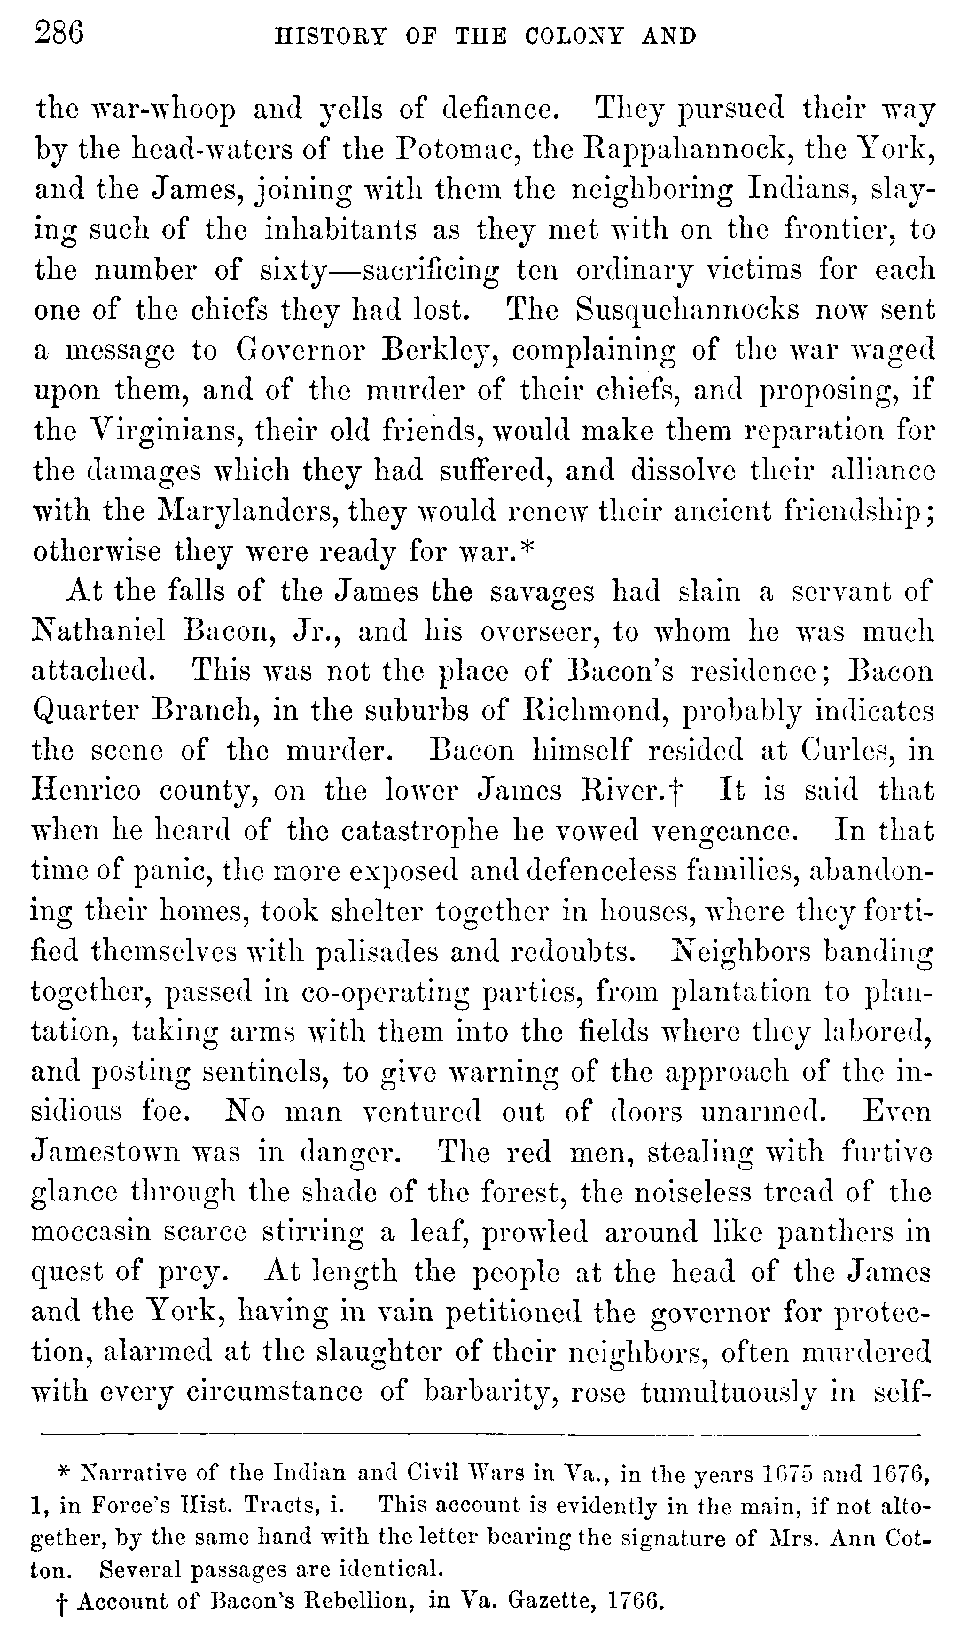 286 HISTORY OF THE COLONY AND
the war-whoop and yells of defiance. They pursued their way
by the head-waters of the Potomac, the Rappahannock, the York,
and the James, joining with them the neighboring Indians, slay-
ing such of the inhabitants as they met with on the frontier, to
the number of sixty—sacrificing ten ordinary victims for each
one of the chiefs they had lost. The Susquehannocks now sent
a message to Governor Berkley, complaining of the war waged
upon them, and of the murder of their chiefs, and proposing, if
the Virginians, their old friends, would make them reparation for
the damages which they had suffered, and dissolve their alliance
with the Marylanders, they would renew their ancient friendship;
otherwise they were ready for war.*
At the falls of the James the savages had slain a servant of
Nathaniel Bacon, Jr., and his overseer, to whom he was much
attached. This was not the place of Bacon's residence; Bacon
Quarter Branch, in the suburbs of Richmond, probably indicates
the scene of the murder. Bacon himself resided at Curles, in
Henrico county, on the lower James River.† It is said that
when he heard of the catastrophe he vowed vengeance. In that
time of panic, the more exposed and defenceless families, abandon-
ing their homes, took shelter together in houses, where they forti-
fied themselves with palisades and redoubts. Neighbors banding
together, passed in co-operating parties, from plantation to plan-
tation, taking arms with them into the fields where they labored,
and posting sentinels, to give warning of the approach of the in-
sidious foe. No man ventured out of doors unarmed. Even
Jamestown was in danger. The red men, stealing with furtive
glance through the shade of the forest, the noiseless tread of the
moccasin scarce stirring a leaf, prowled around like panthers in
quest of prey. At length the people at the head of the James
and the York, having in vain petitioned the governor for protec-
tion, alarmed at the slaughter of their neighbors, often murdered
with every circumstance of barbarity, rose tumultuously in self-
* Narrative of the Indian and Civil Wars in Va., in the years 1675 and 1676,
1, in Force's Hist. Tracts, i. This account is evidently in the main, if not alto-
gether, by the same hand with the letter bearing the signature of Mrs. Ann Cot-
ton. Several passages are identical.
† Account of Bacon's Rebellion, in Va. Gazette, 1766.